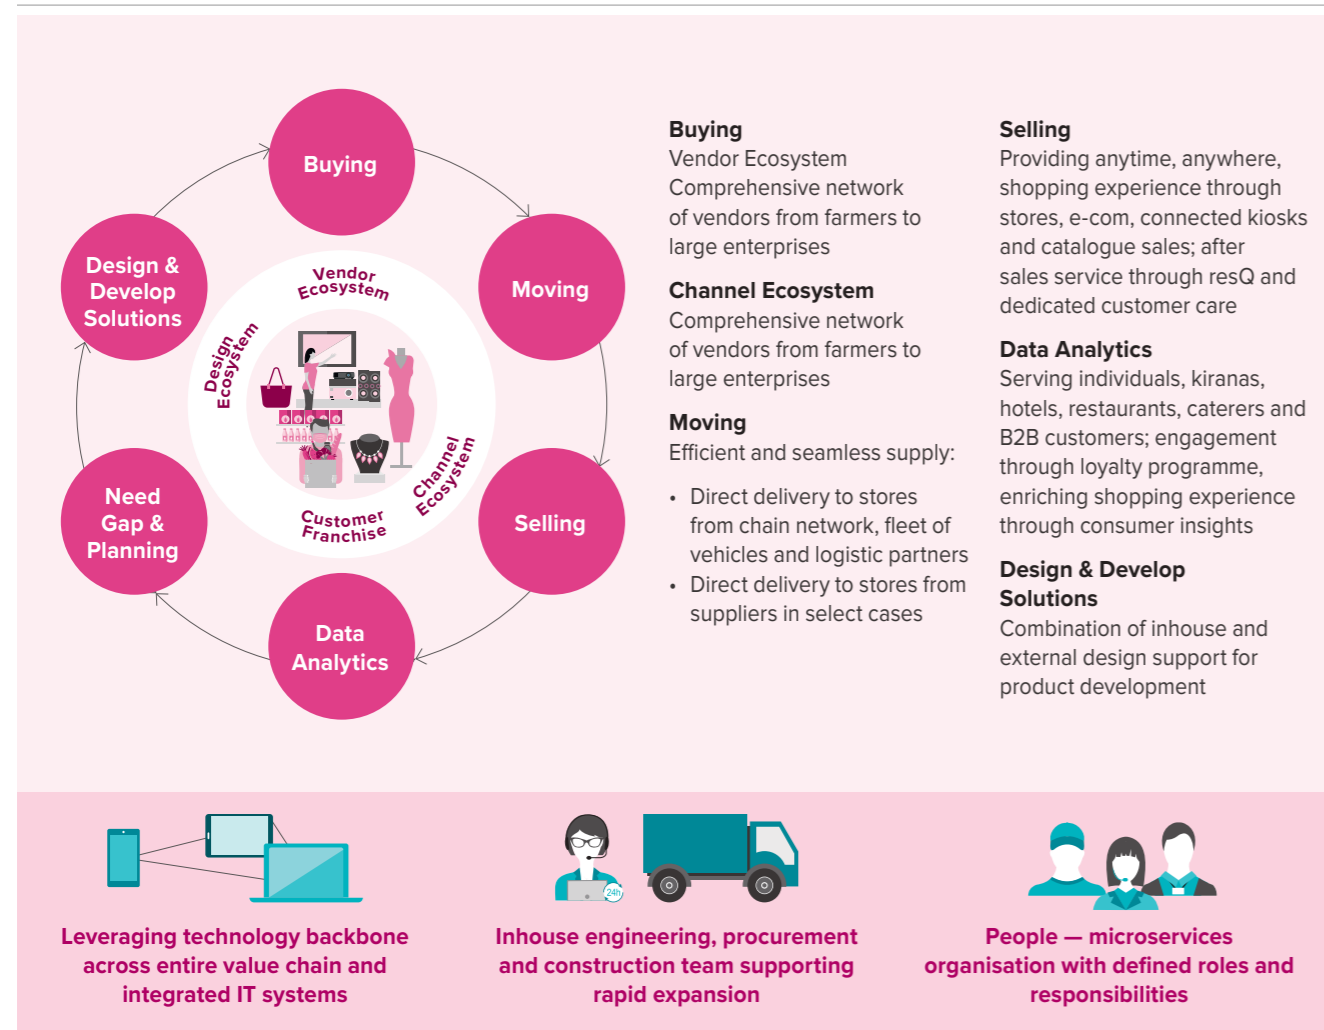 Buying
Moving
Selling
Data
Analytics
Need
Gap &
Planning
Design &
Develop
Solutions
Vendor
Ecosystem
Design
Ecosystem
Channel
Ecosystem
Customer
Franchise
Buying
Vendor Ecosystem
Comprehensive network
of vendors from farmers to
large enterprises
Channel Ecosystem
Comprehensive network
of vendors from farmers to
large enterprises
Moving
Efficient and seamless supply:
• Direct delivery to stores
from chain network, fleet of
vehicles and logistic partners
• Direct delivery to stores from
suppliers in select cases
Selling
Providing anytime, anywhere,
shopping experience through
stores, e-com, connected kiosks
and catalogue sales; after
sales service through resQ and
dedicated customer care
Data Analytics
Serving individuals, kiranas,
hotels, restaurants, caterers and
B2B customers; engagement
through loyalty programme,
enriching shopping experience
through consumer insights
Design & Develop
Solutions
Combination of inhouse and
external design support for
product development
24h
Leveraging technology backbone
across entire value chain and
integrated IT systems
Inhouse engineering, procurement
and construction team supporting
rapid expansion
People — microservices
organisation with defined roles and
responsibilities